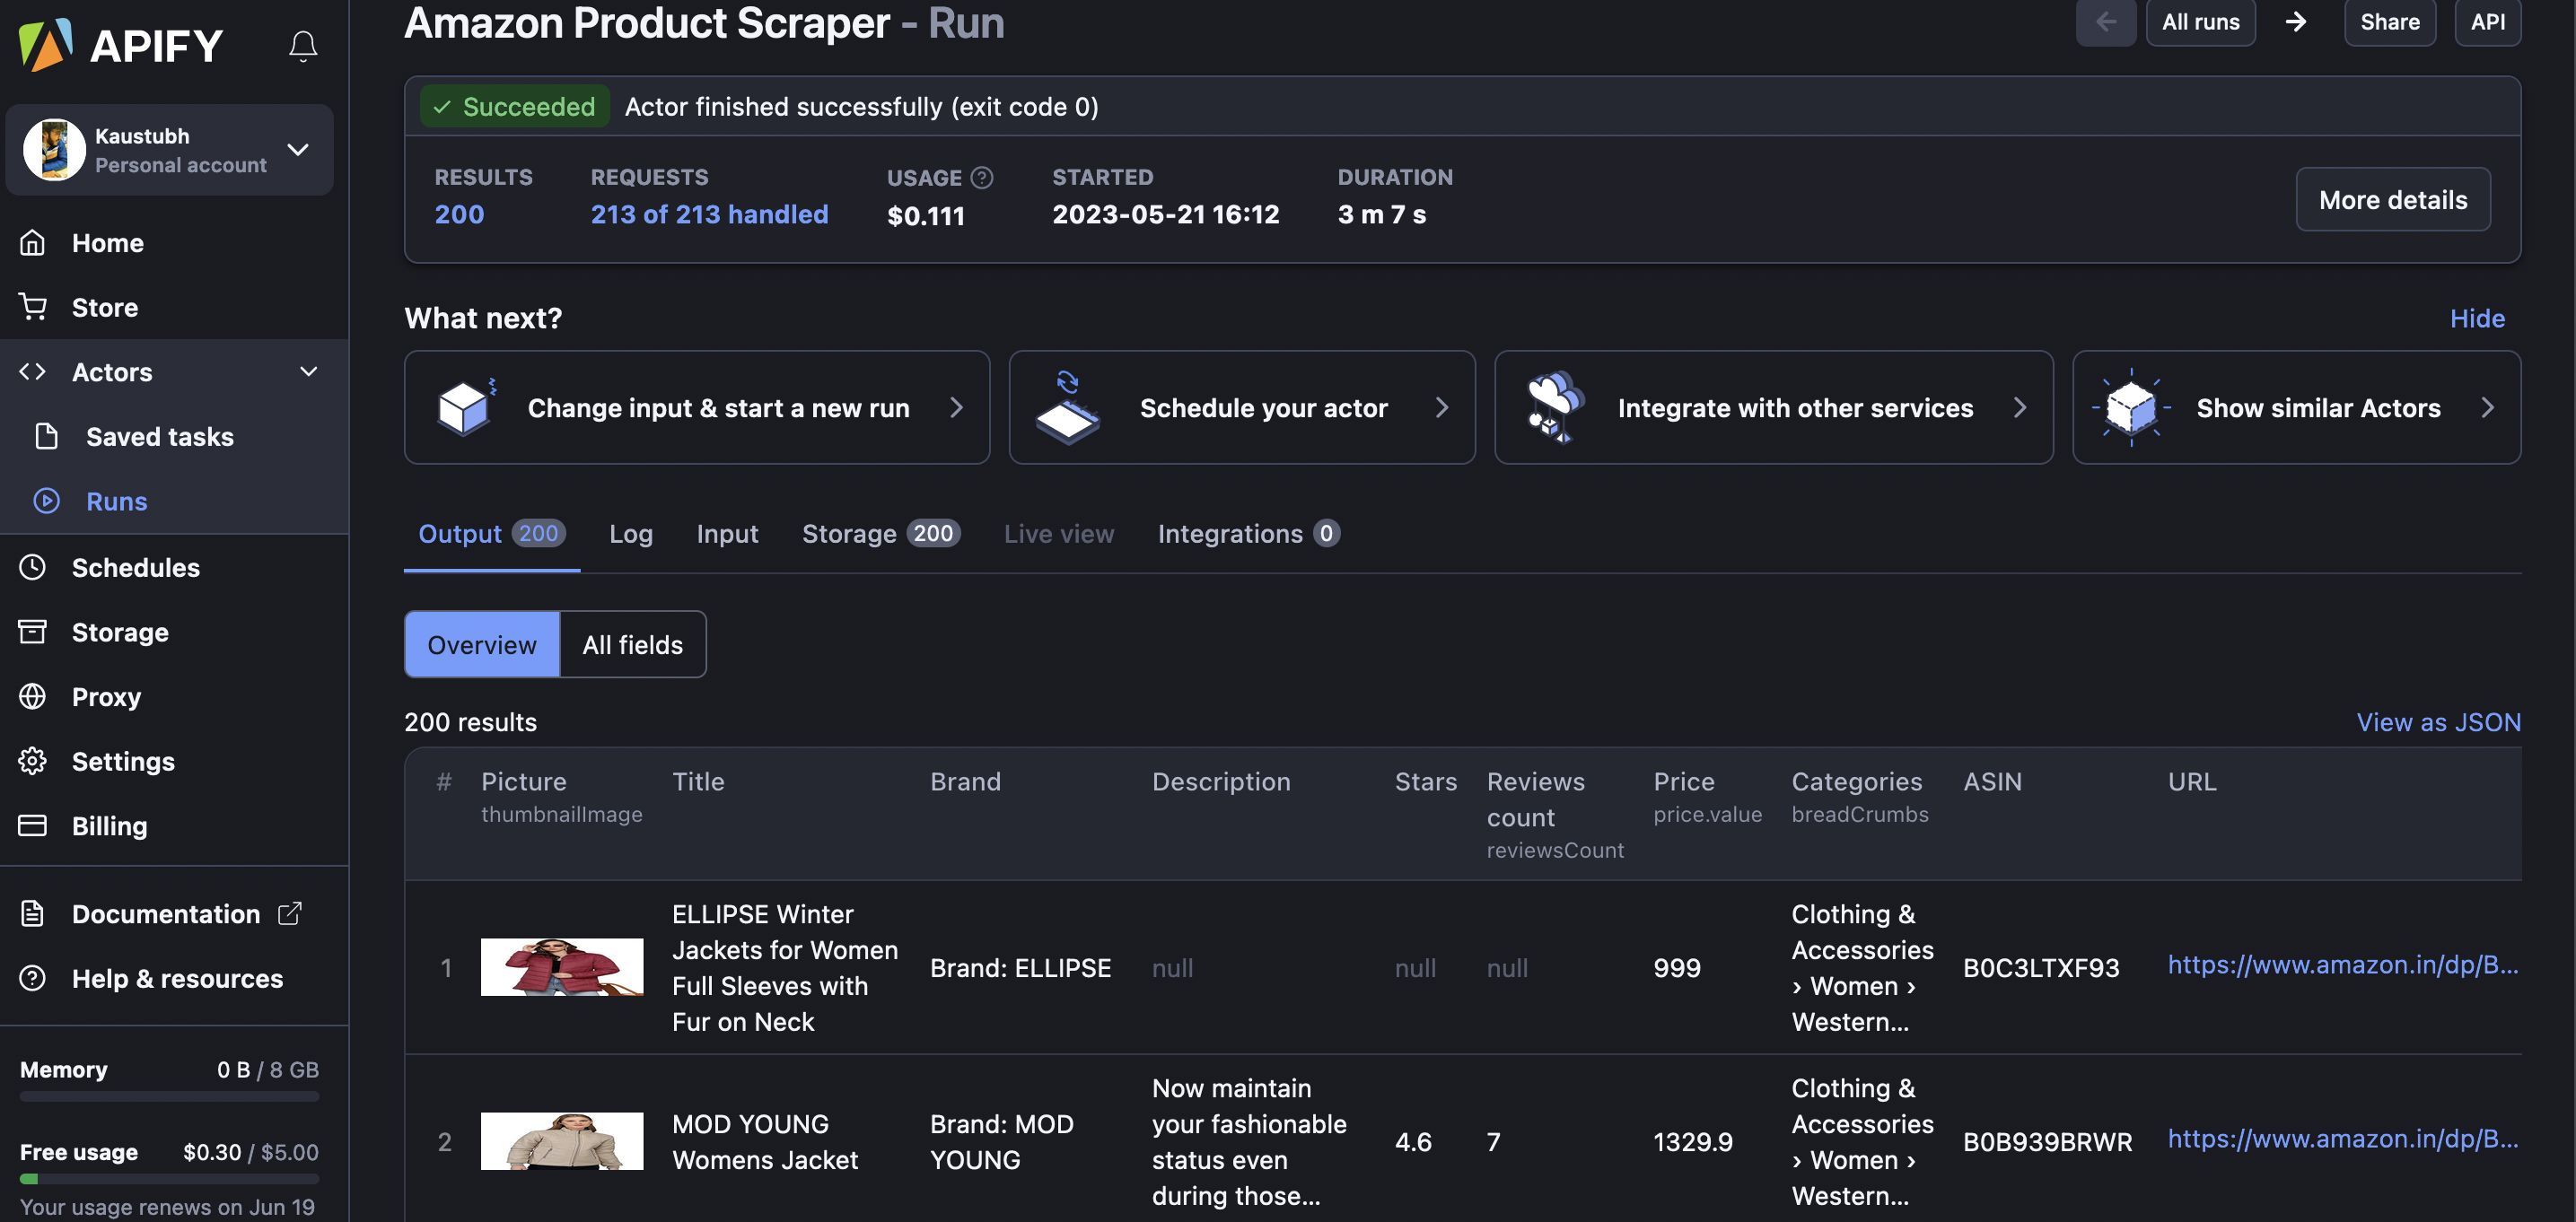 APIFY
Kaustubh
Personal account
Home
Store
Actors
Saved tasks
Runs
Schedules
Storage
Proxy
Settings
Billing
Documentation
Help & resources
Memory 0 B / 8 GB
Free usage $0.30 / $5.00
Your usage renews on Jun 19
Amazon Product Scraper - Run
All runs
Share
API
Succeeded Actor finished successfully (exit code 0)
RESULTS REQUESTS USAGE STARTED DURATION
200 213 of 213 handled $0.111 2023-05-21 16:12 3 m 7 s
More details
What next?
Hide
Change input & start a new run
Schedule your actor
Integrate with other services
Show similar Actors
Output 200 Log Input Storage 200 Live view Integrations 0
Overview All fields
200 results
View as JSON
# Picture Title Brand Description Stars Reviews Price Categories ASIN URL
thumbnailImage count price.value breadCrumbs
reviewsCount
ELLIPSE Winter Clothing &
Jackets for Women Accessories
1 Brand: ELLIPSE null null null 999 B0C3LTXF93 https://www.amazon.in/dp/B...
Full Sleeves with › Women ›
Fur on Neck Western...
Now maintain Clothing &
MOD YOUNG Brand: MOD your fashionable Accessories
2 4.6 7 1329.9 B0B939BRWR https://www.amazon.in/dp/B...
Womens Jacket YOUNG status even › Women ›
during those... Western...